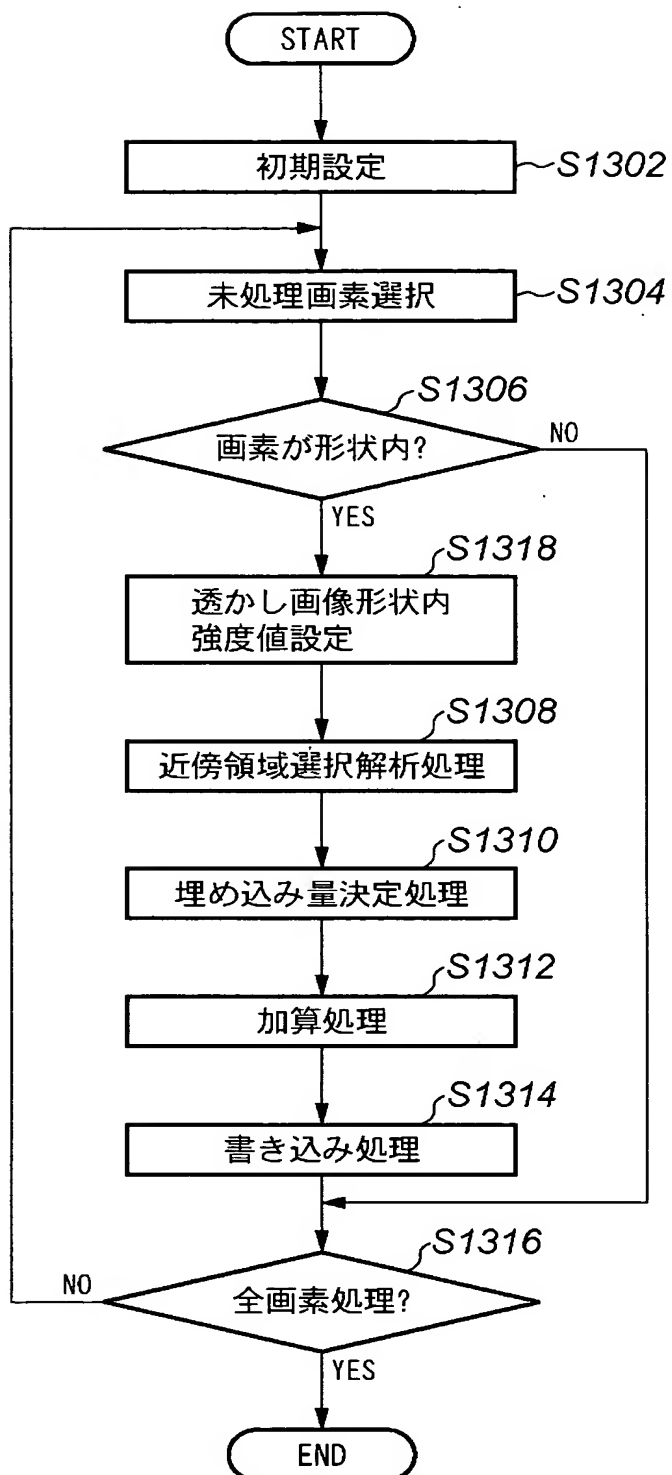 START
初期設定
S1302
未処理画素選択
S1304
S1306
画素が形状内?
NO
YES
S1318
透かし画像形状内
強度値設定
S1308
近傍領域選択解析処理
S1310
埋め込み量決定処理
S1312
加算処理
S1314
書き込み処理
S1316
NO
全画素処理?
YES
END